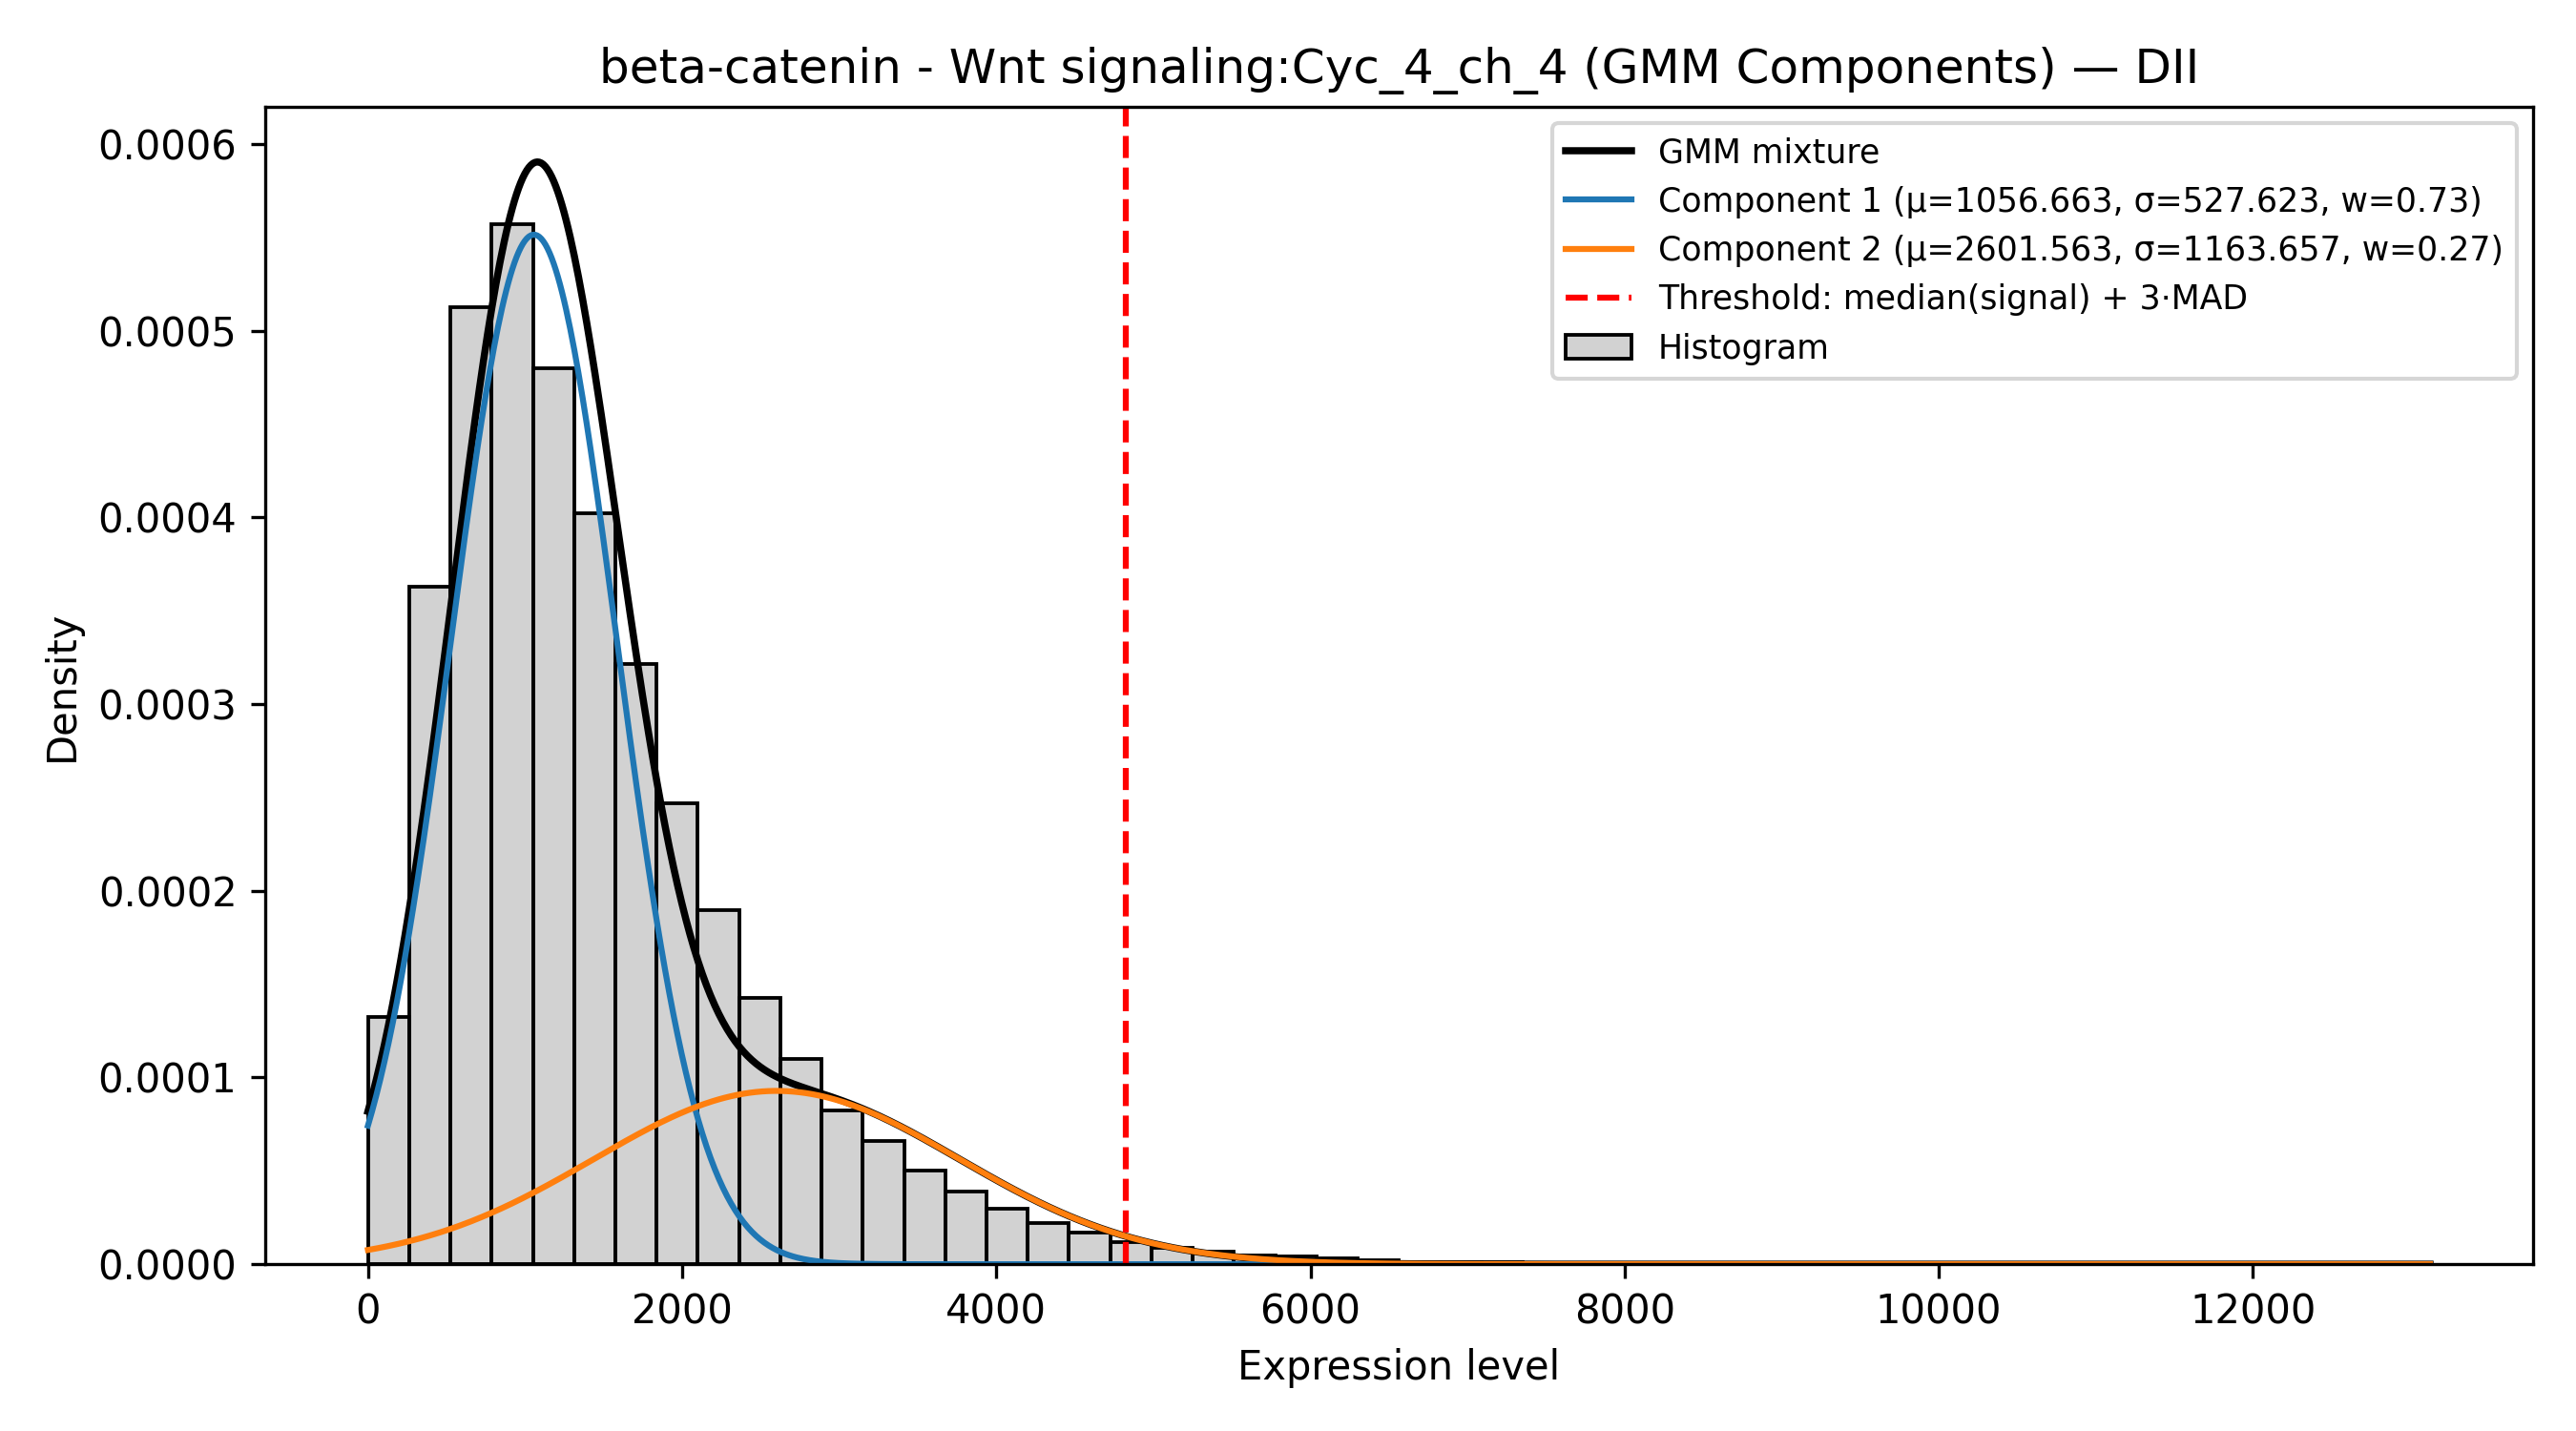 beta-catenin - Wnt signaling:Cyc_4_ch_4 (GMM Components) — DII
GMM mixture
Component 1 (μ=1056.663, σ=527.623, w=0.73)
Component 2 (μ=2601.563, σ=1163.657, w=0.27)
Threshold: median(signal) + 3·MAD
Histogram
Density
0.0006
0.0005
0.0004
0.0003
0.0002
0.0001
0.0000
0 2000 4000 6000 8000 10000 12000
Expression level